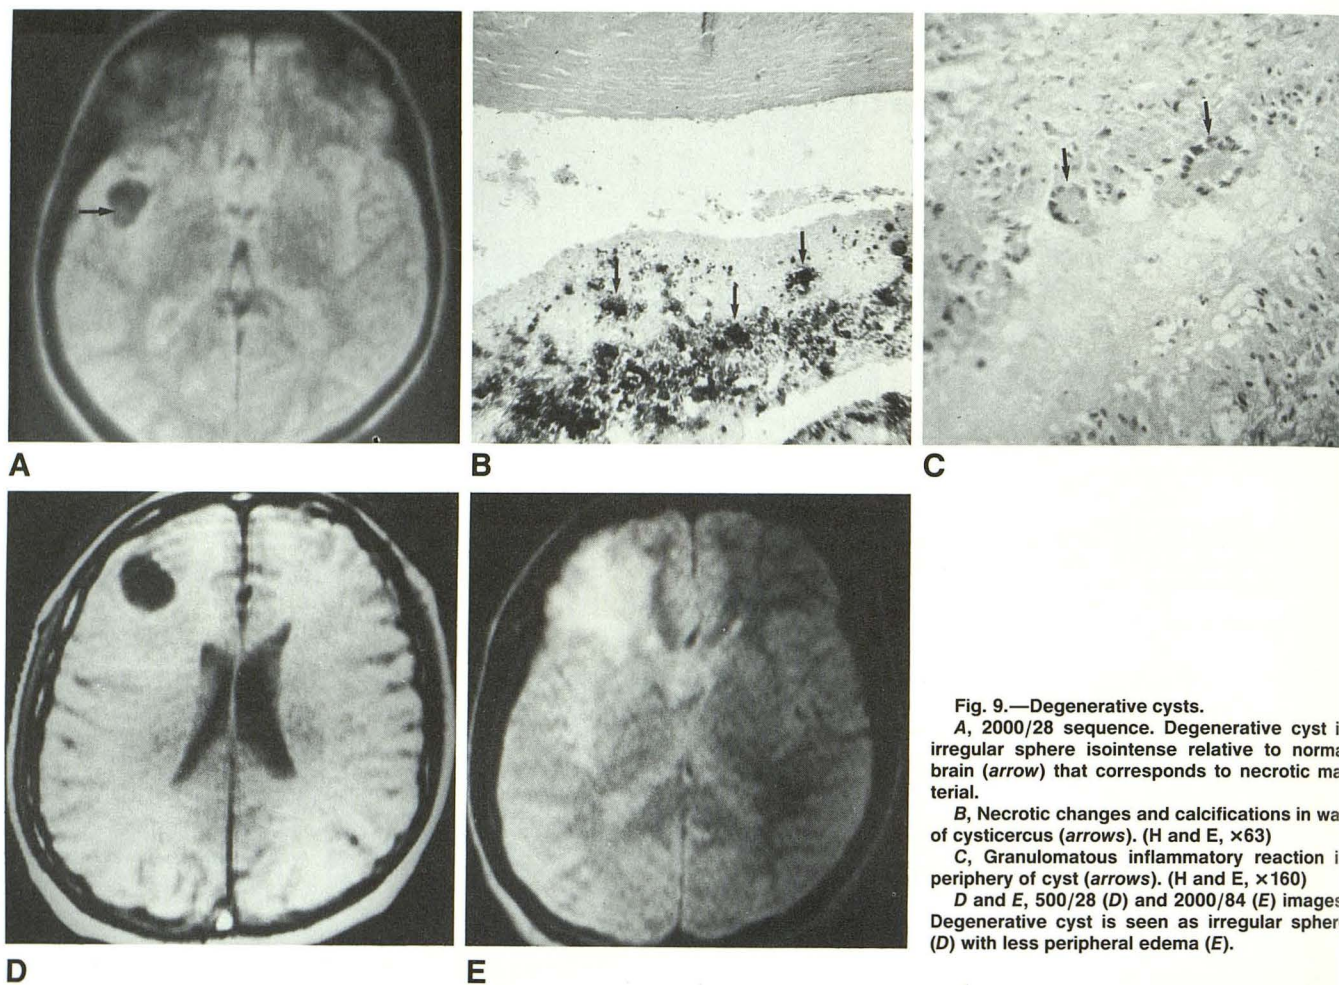 A
B
C
D
E
Fig. 9.—Degenerative cysts.
A, 2000/28 sequence. Degenerative cyst i
irregular sphere isointense relative to norma
brain (arrow) that corresponds to necrotic ma
terial.
B, Necrotic changes and calcifications in wa
of cysticercus (arrows). (H and E, ×63)
C, Granulomatous inflammatory reaction i
periphery of cyst (arrows). (H and E, ×160)
D and E, 500/28 (D) and 2000/84 (E) images
Degenerative cyst is seen as irregular spher
(D) with less peripheral edema (E).